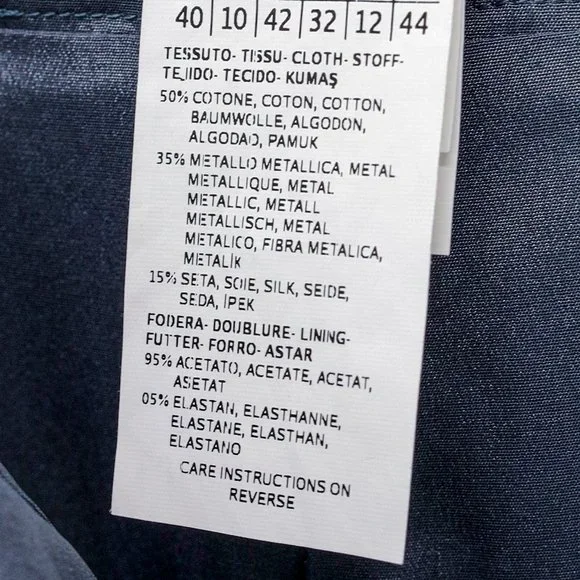 40 10 42 32 12 44
TESSUTO- TISSU- CLOTH- STOFF-
TEJIDO- TECIDO- KUMAŞ
50% COTONE, COTON, COTTON,
BAUMWOLLE, ALGODON,
ALGODAO, PAMUK
35% METALLO METALLICA, METAL
METALLIQUE, METAL
METALLIC, METALL
METALLISCH, METAL
METALICO, FIBRA METALICA,
METALİK
15% SETA, SOIE, SILK, SEIDE,
SEDA, İPEK
FODERA- DOUBLURE- LINING-
FUTTER- FORRO- ASTAR
95% ACETATO, ACETATE, ACETAT,
ASETAT
05% ELASTAN, ELASTHANNE,
ELASTANE, ELASTHAN,
ELASTANO
CARE INSTRUCTIONS ON
REVERSE